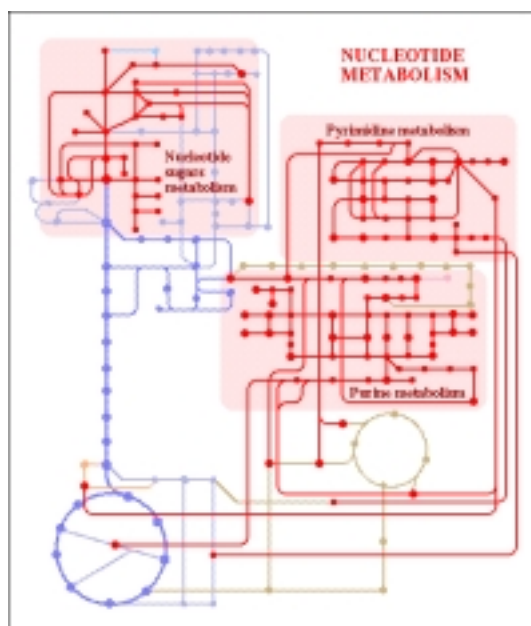 NUCLEOTIDE
METABOLISM
Pyrimidine metabolism
Nucleotide
sugars
metabolism
Purine metabolism